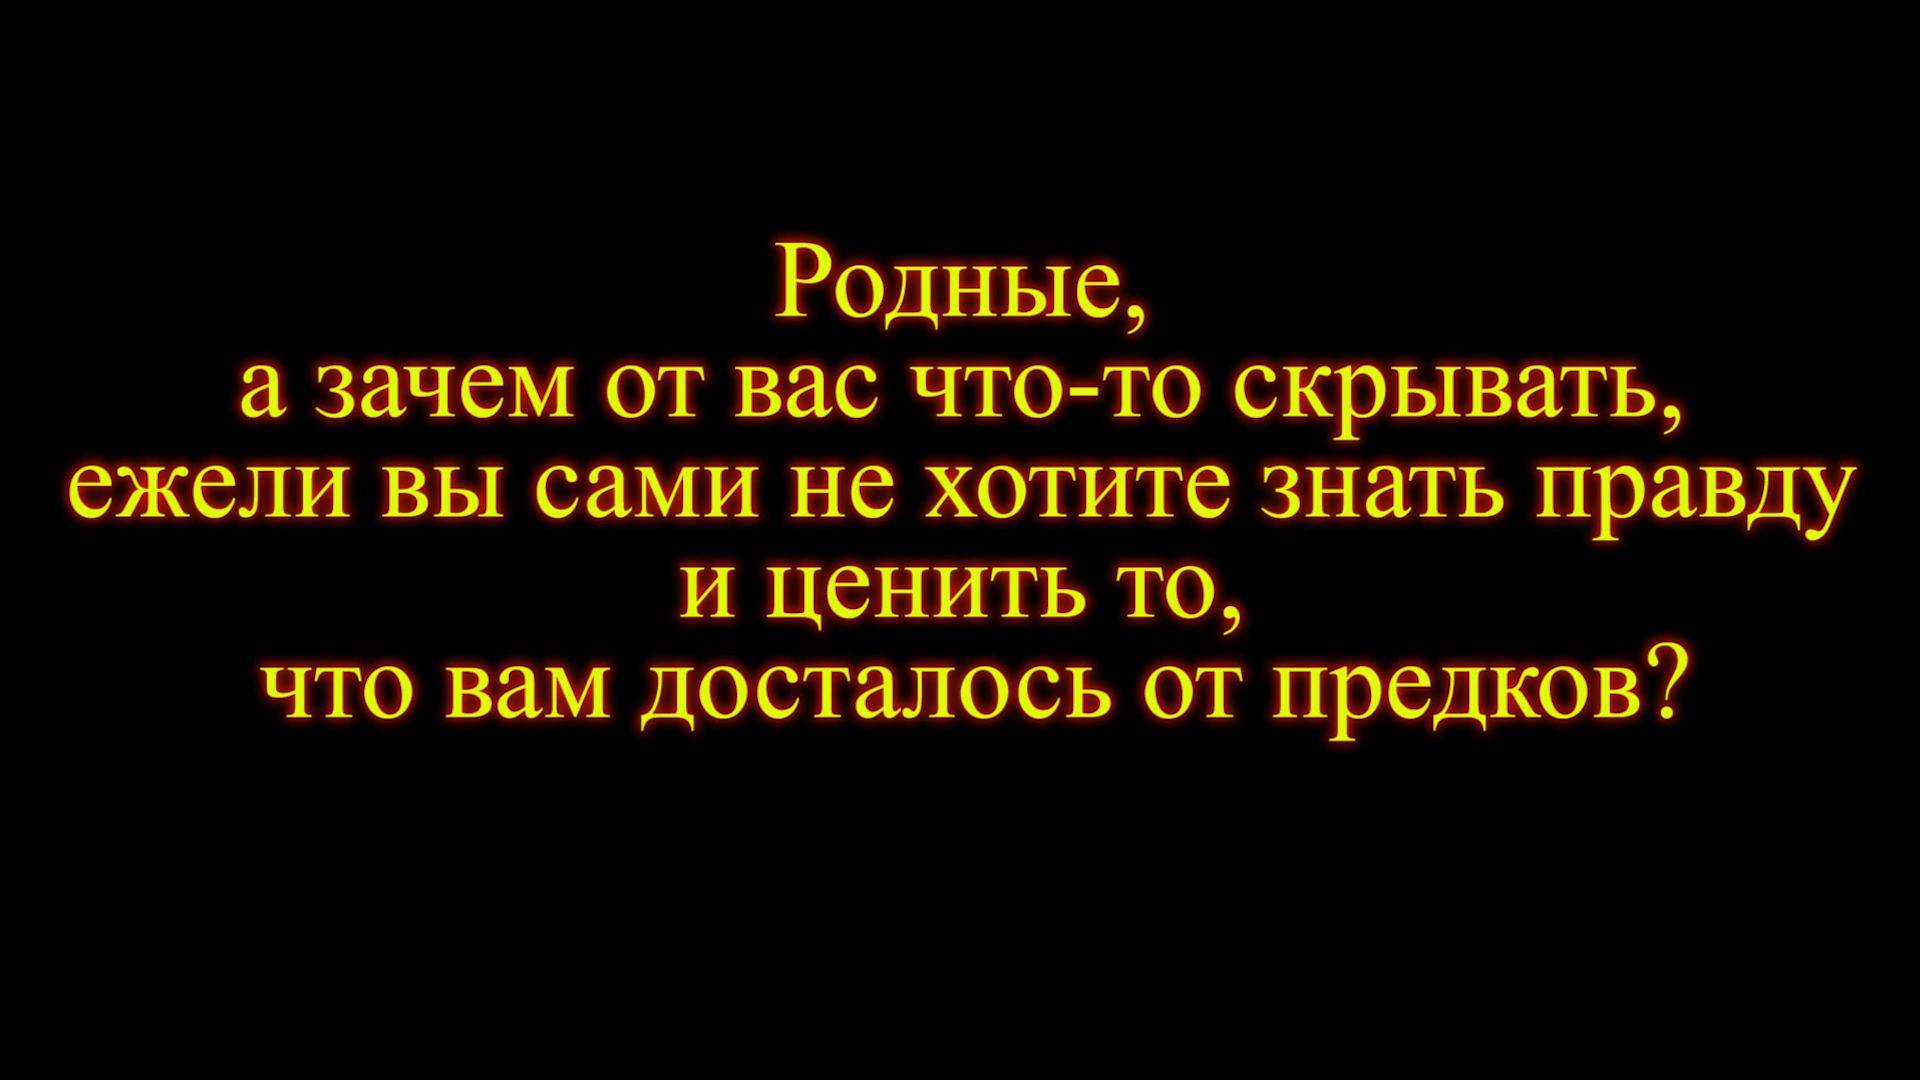 Родные,
а зачем от вас что-то скрывать,
ежели вы сами не хотите знать правду
и ценить то,
что вам досталось от предков?